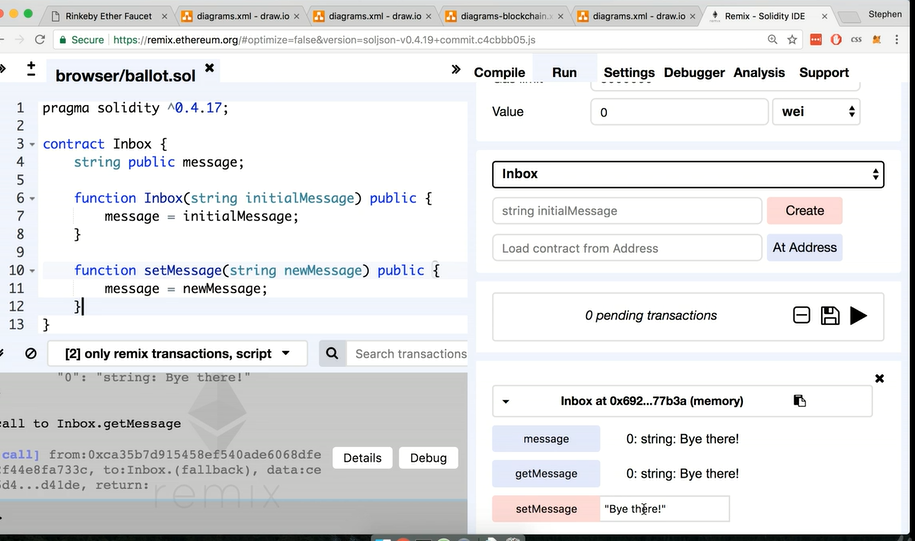 Rinkeby Ether Faucet
diagrams.xml - draw.io
diagrams.xml - draw.io
diagrams-blockchain.x
diagrams.xml - draw.io
Remix - Solidity IDE
Stephen
Secure
https://remix.ethereum.org/#optimize=false&version=soljson-v0.4.19+commit.c4cbbb05.js
css
browser/ballot.sol
Compile Run Settings Debugger Analysis Support
1 pragma solidity ^0.4.17;
2
3 contract Inbox {
4 string public message;
5
6 function Inbox(string initialMessage) public {
7 message = initialMessage;
8 }
9
10 function setMessage(string newMessage) public {
11 message = newMessage;
12 }
13 }
[2] only remix transactions, script
Search transactions
"0": "string: Bye there!"
call to Inbox.getMessage
call] from:0xca35b7d915458ef540ade6068dfe
2f44e8fa733c, to:Inbox.(fallback), data:ce
5d4...d41de, return:
Details
Debug
remix
Value
0
wei
Inbox
string initialMessage
Create
Load contract from Address
At Address
0 pending transactions
Inbox at 0x692...77b3a (memory)
message
0: string: Bye there!
getMessage
0: string: Bye there!
setMessage
"Bye there!"